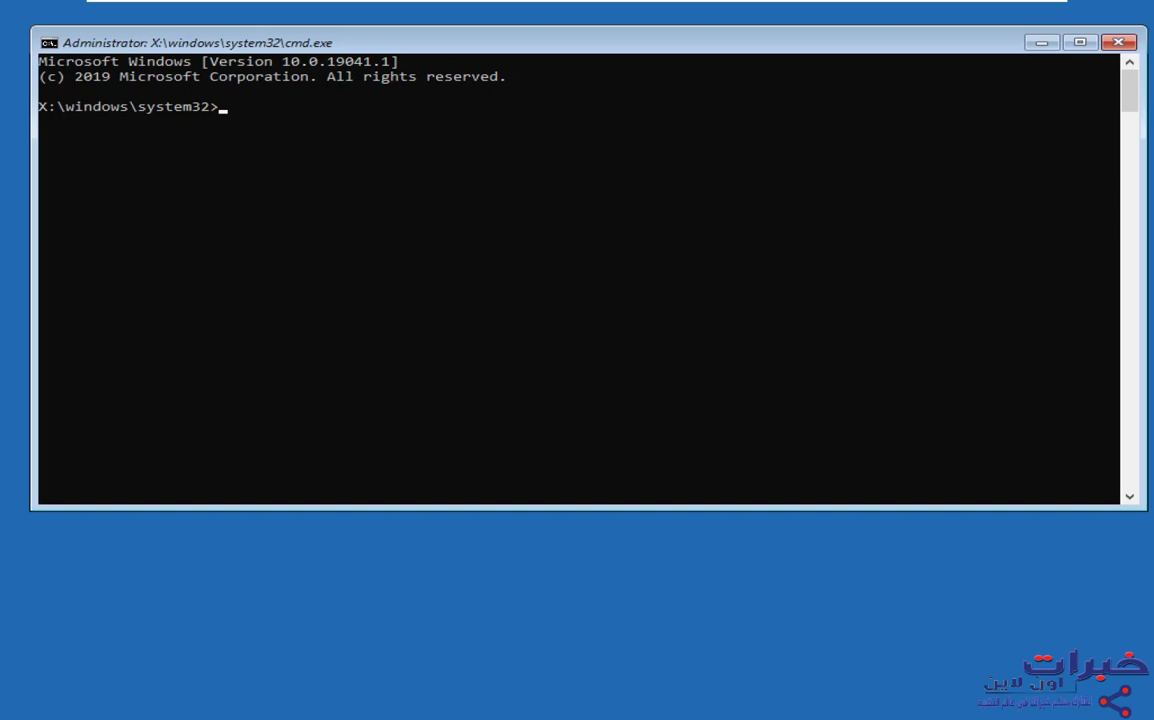 Administrator: X:\windows\system32\cmd.exe
Microsoft Windows [Version 10.0.19041.1]
(c) 2019 Microsoft Corporation. All rights reserved.
X:\windows\system32>
خبرات
اون لاين